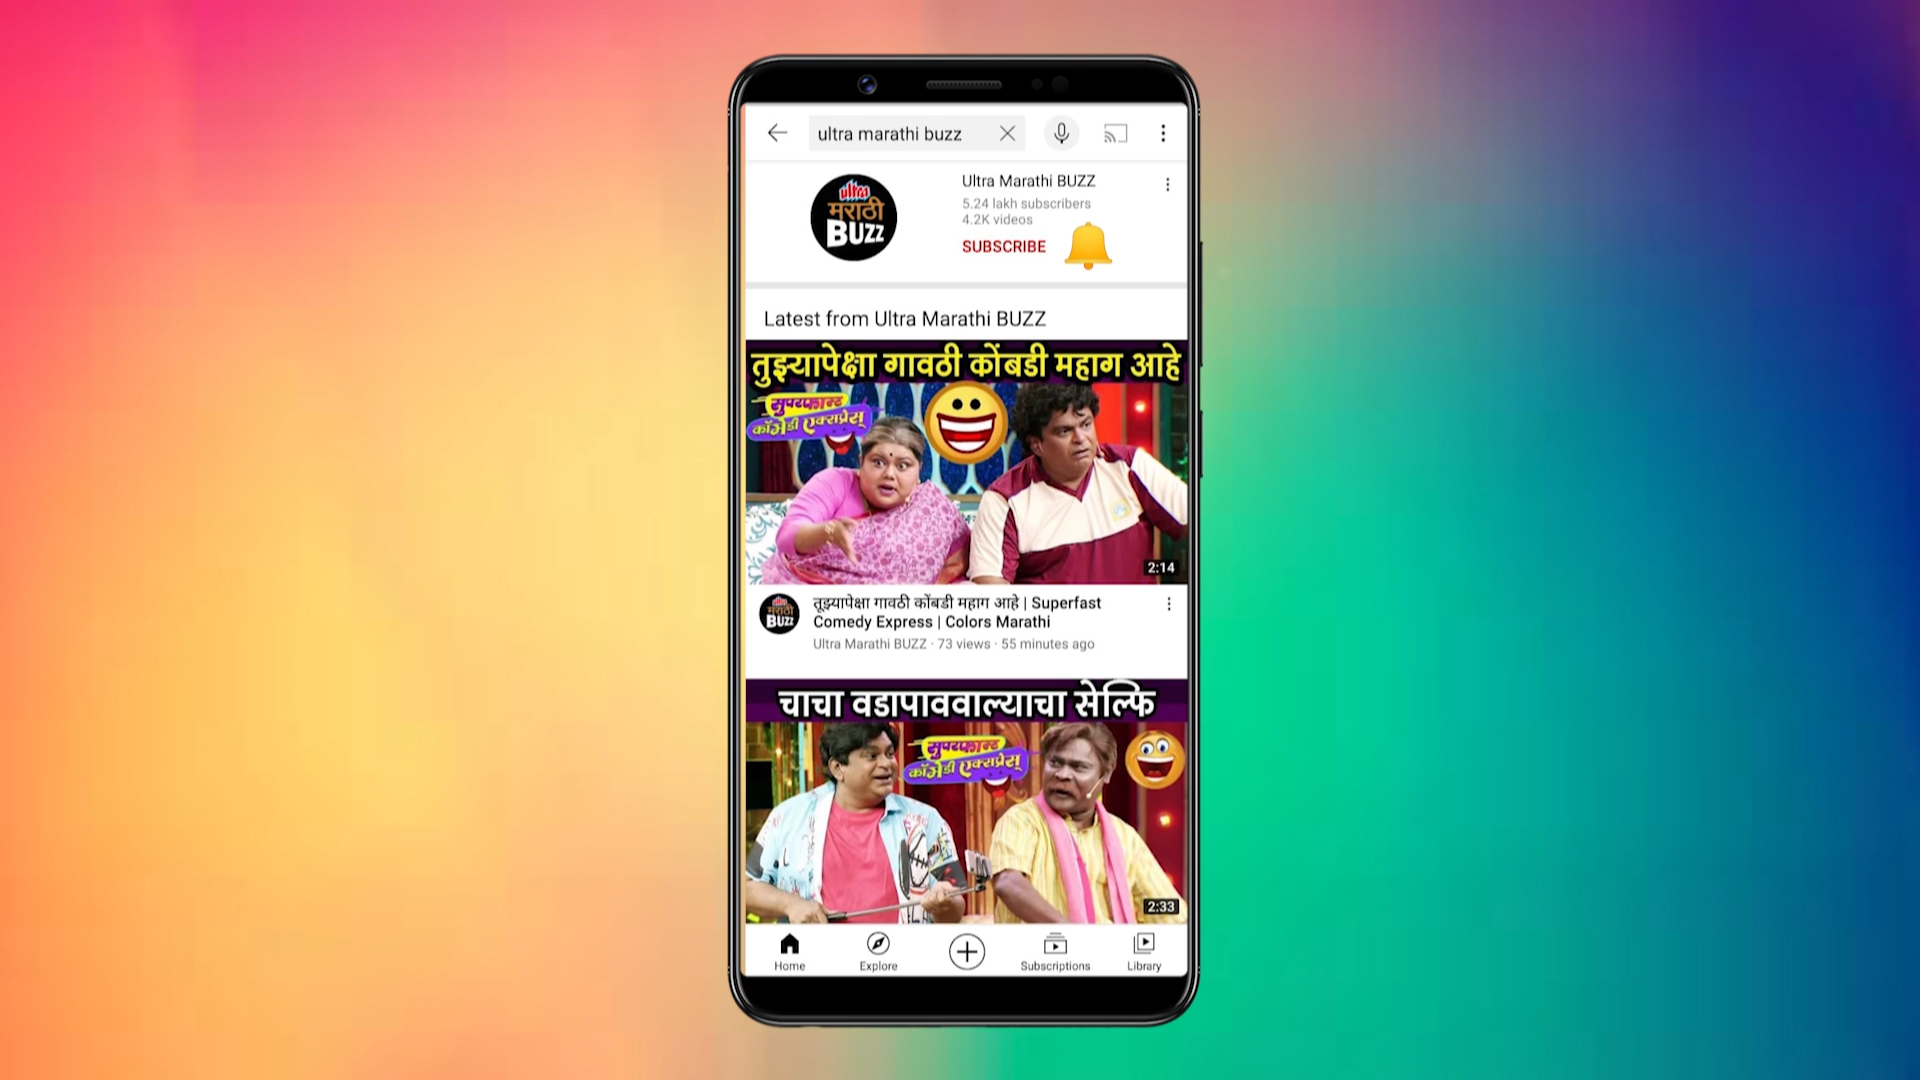 ultra marathi buzz
ultra
मराठी
BUZZ
Ultra Marathi BUZZ
5.24 lakh subscribers
4.2K videos
SUBSCRIBE
Latest from Ultra Marathi BUZZ
तुझ्यापेक्षा गावठी कोंबडी महाग आहे
सुपरफास्ट
कॉमेडी एक्सप्रेस्
2:14
ultra
मराठी
BUZZ
तूझ्यापेक्षा गावठी कोंबडी महाग आहे | Superfast
Comedy Express | Colors Marathi
Ultra Marathi BUZZ · 73 views · 55 minutes ago
चाचा वडापाववाल्याचा सेल्फि
सुपरफास्ट
कॉमेडी एक्सप्रेस्
2:33
Home
Explore
Subscriptions
Library